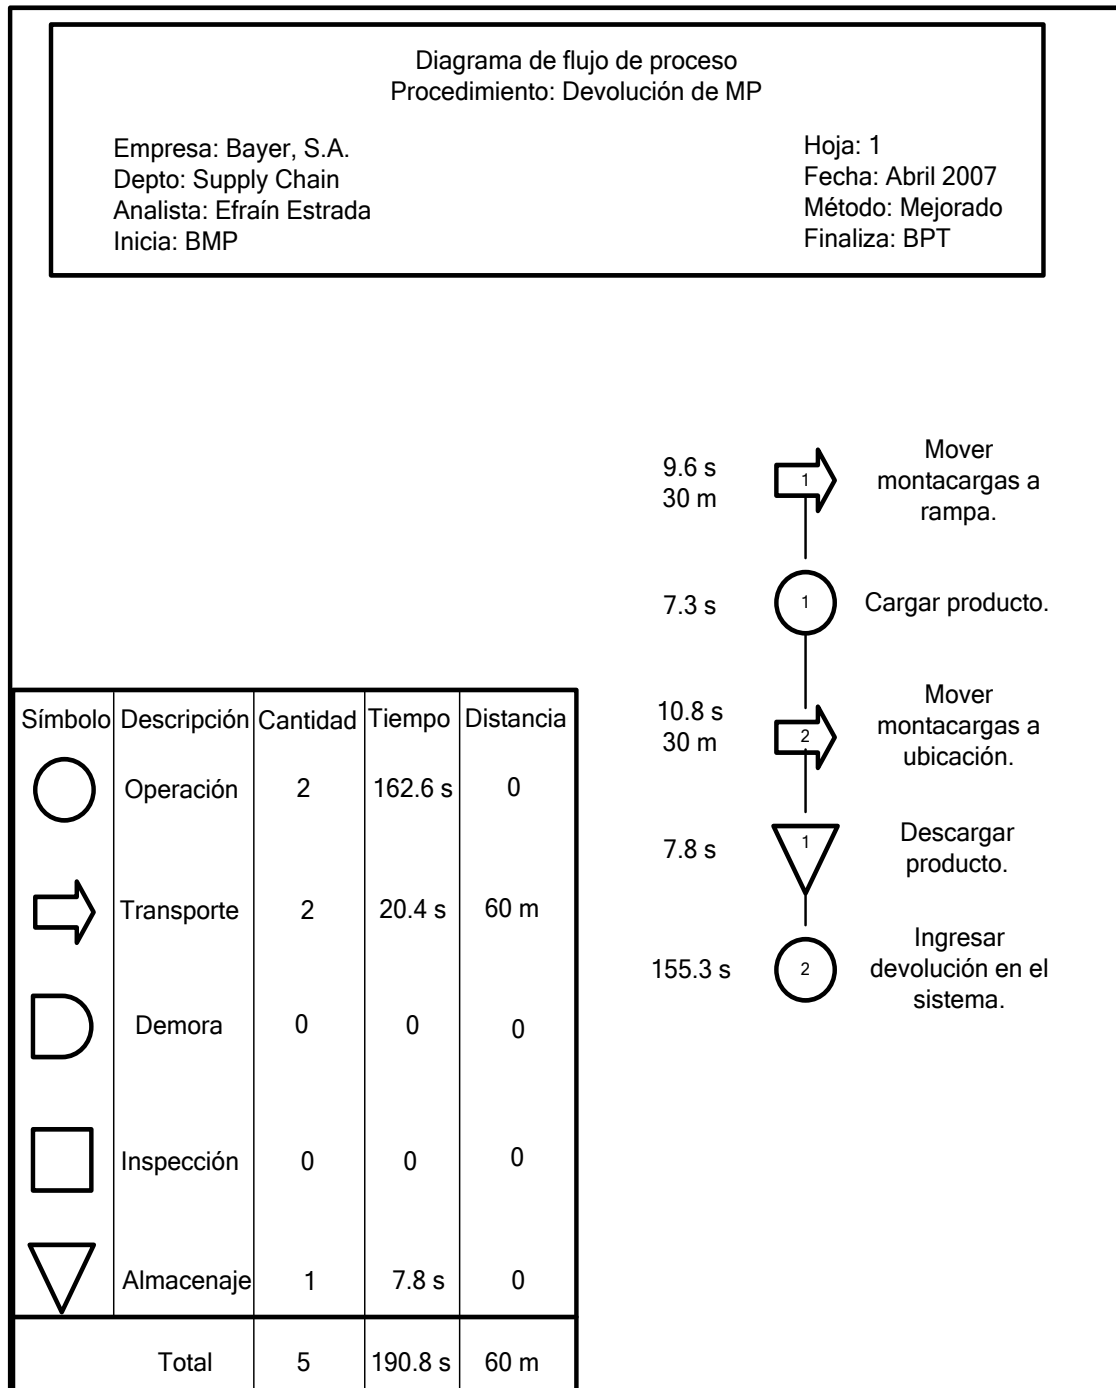 Diagrama de flujo de proceso
Procedimiento: Devolución de MP
Empresa: Bayer, S.A.
Depto: Supply Chain
Analista: Efraín Estrada
Inicia: BMP
Hoja: 1
Fecha: Abril 2007
Método: Mejorado
Finaliza: BPT
9.6 s
30 m
1
Mover
montacargas a
rampa.
7.3 s
1
Cargar producto.
10.8 s
30 m
2
Mover
montacargas a
ubicación.
7.8 s
1
Descargar
producto.
155.3 s
2
Ingresar
devolución en el
sistema.
Símbolo Descripción Cantidad Tiempo Distancia
Operación 2 162.6 s 0
Transporte 2 20.4 s 60 m
Demora 0 0 0
Inspección 0 0 0
Almacenaje 1 7.8 s 0
Total 5 190.8 s 60 m